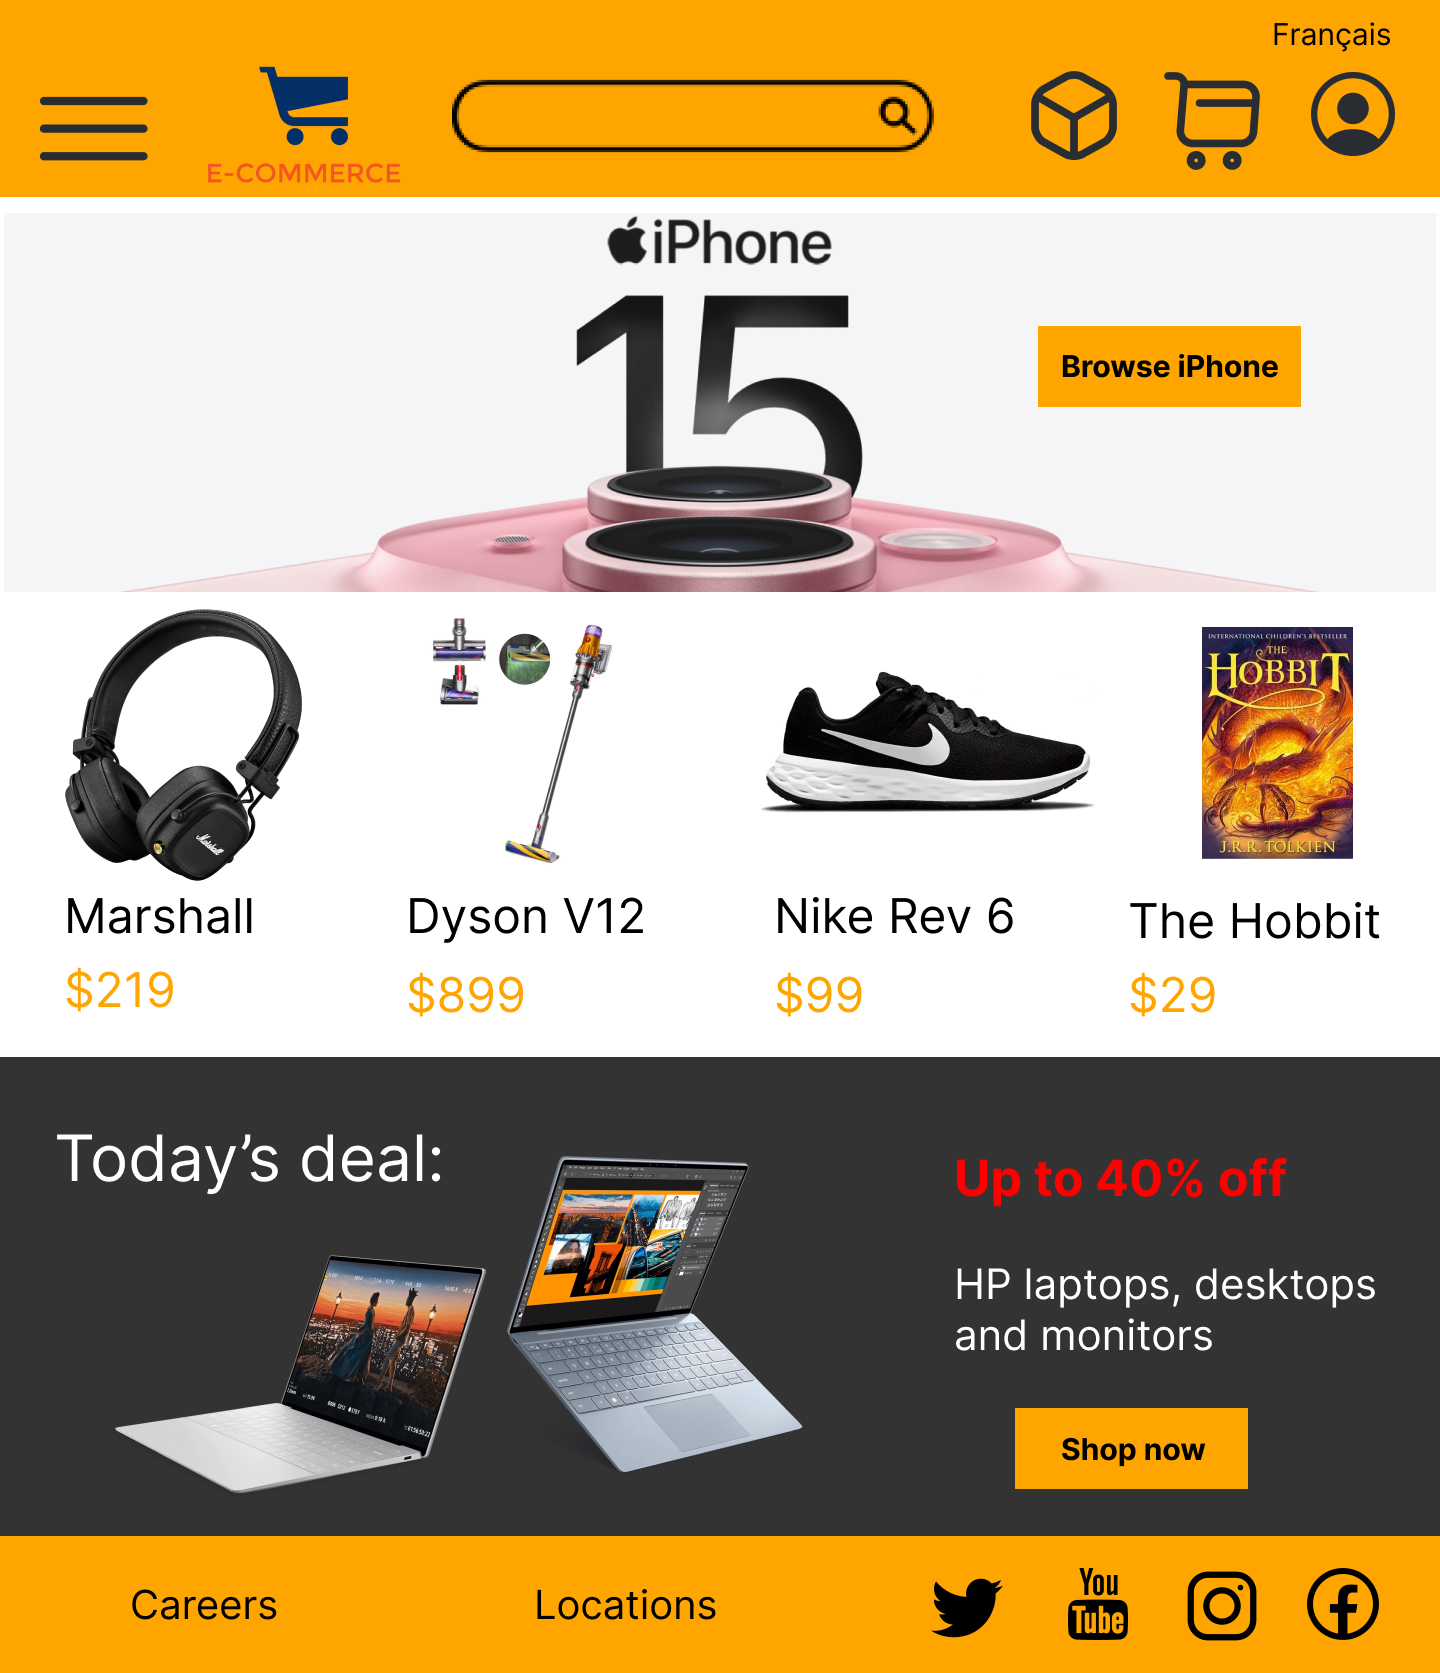 Français
E-COMMERCE
iPhone
15
Browse iPhone
INTERNATIONAL CHILDREN'S BESTSELLER
THE
HOBBIT
J.R.R. TOLKIEN
Marshall
Marshall
Dyson V12
Nike Rev 6
The Hobbit
$219
$899
$99
$29
Today’s deal:
Up to 40% off
HP laptops, desktops
and monitors
Shop now
Careers
Locations
You
Tube